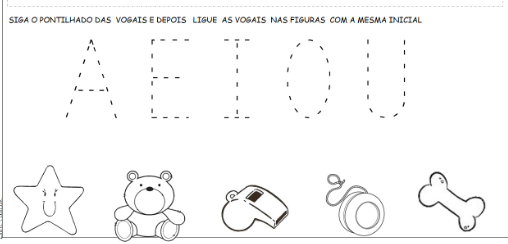 SIGA O PONTILHADO DAS VOGAIS E DEPOIS LIGUE AS VOGAIS NAS FIGURAS COM A MESMA INICIAL
A E I O U